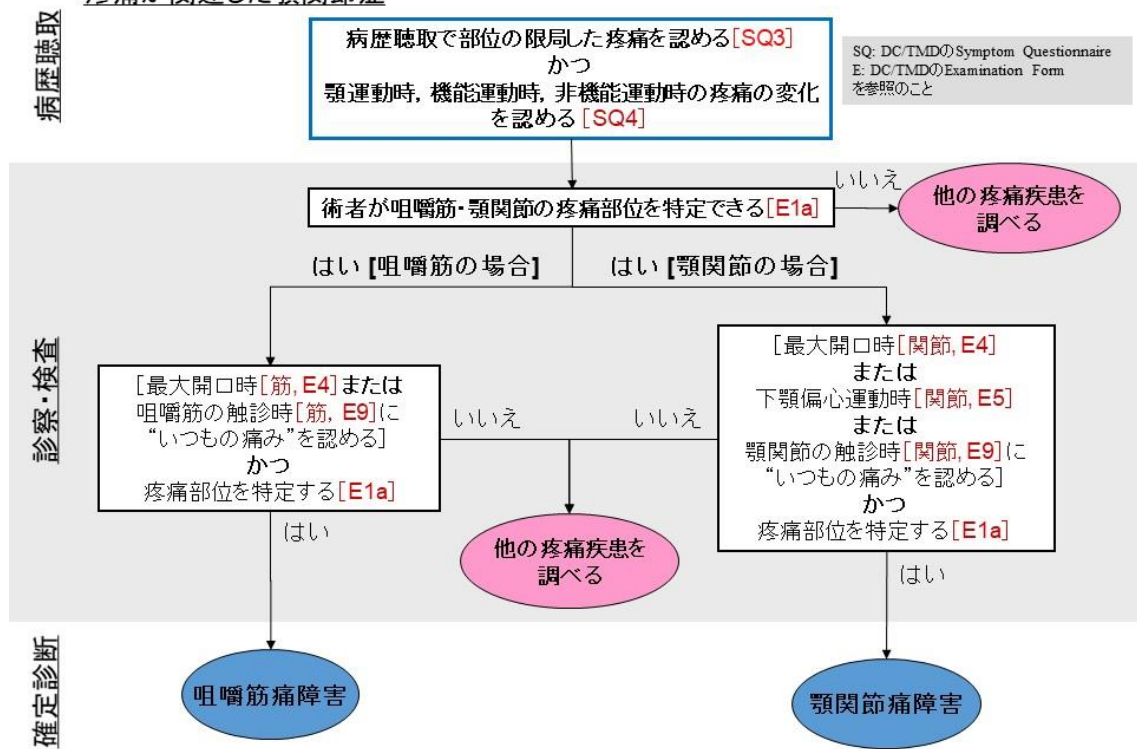 疼痛が関連した顎関節症
病歴聴取
病歴聴取で部位の限局した疼痛を認める[SQ3]
かつ
顎運動時，機能運動時，非機能運動時の疼痛の変化
を認める[SQ4]
SQ: DC/TMDのSymptom Questionnaire
E: DC/TMDのExamination Form
を参照のこと
診察・検査
術者が咀嚼筋・顎関節の疼痛部位を特定できる[E1a]
いいえ
他の疼痛疾患を
調べる
はい [咀嚼筋の場合]
はい [顎関節の場合]
[最大開口時[筋, E4]または
咀嚼筋の触診時[筋, E9]に
“いつもの痛み”を認める]
かつ
疼痛部位を特定する[E1a]
いいえ
いいえ
[最大開口時[関節, E4]
または
下顎偏心運動時[関節, E5]
または
顎関節の触診時[関節, E9]に
“いつもの痛み”を認める]
かつ
疼痛部位を特定する[E1a]
他の疼痛疾患を
調べる
はい
はい
確定診断
咀嚼筋痛障害
顎関節痛障害